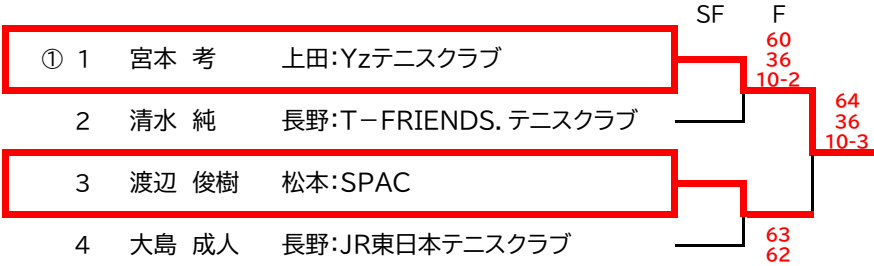 SF F
① 1 宮本 考 上田：Yzテニスクラブ
60
36
10-2
2 清水 純 長野：T－FRIENDS．テニスクラブ
64
36
10-3
3 渡辺 俊樹 松本：SPAC
4 大島 成人 長野：JR東日本テニスクラブ
63
62